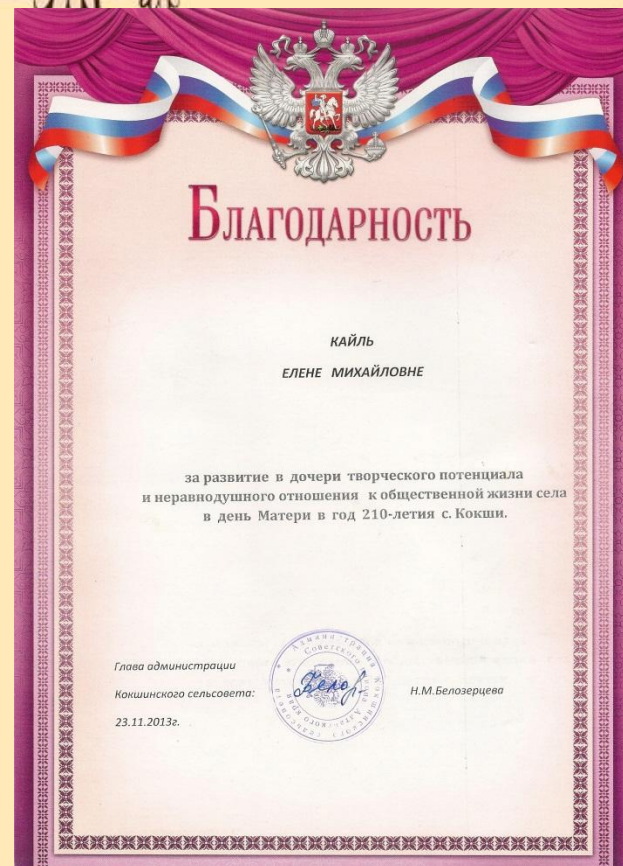 БЛАГОДАРНОСТЬ
КАЙЛЬ
ЕЛЕНЕ МИХАЙЛОВНЕ
за развитие в дочери творческого потенциала
и неравнодушного отношения к общественной жизни села
в день Матери в год 210-летия с. Кокши.
Глава администрации
Кокшинского сельсовета:
Н.М.Белозерцева
23.11.2013г.